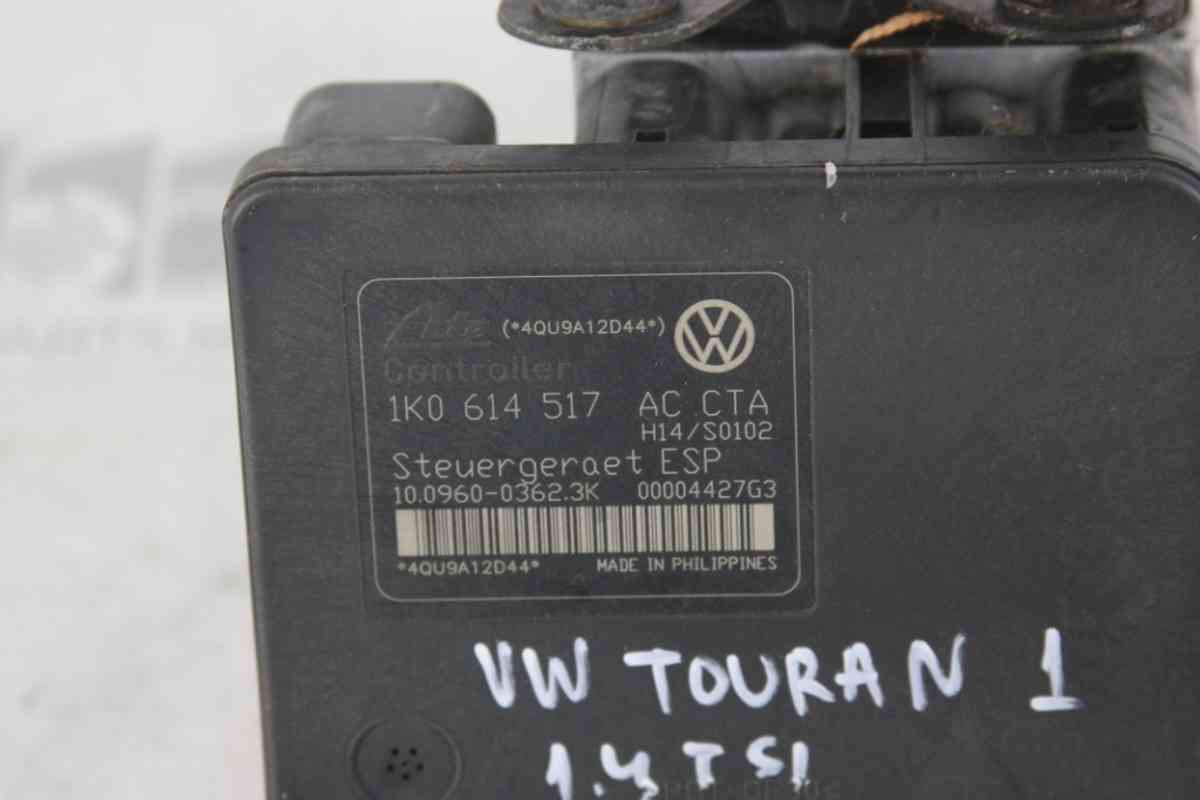 Ate (*4QU9A12D44*)
Controller
1K0 614 517 AC CTA
H14/S0102
Steuergeraet ESP
10.0960-0362.3K 00004427G3
*4QU9A12D44* MADE IN PHILIPPINES
VW TOURAN 1
1.4 TSI